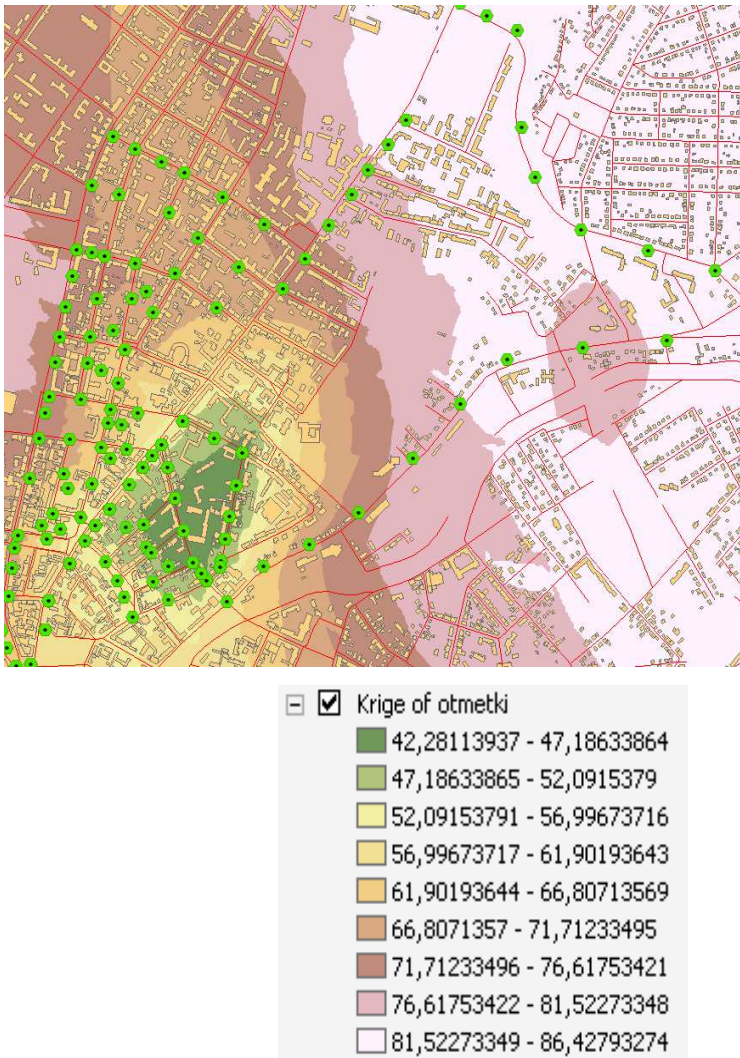 Krige of otmetki
42,28113937 - 47,18633864
47,18633865 - 52,0915379
52,09153791 - 56,99673716
56,99673717 - 61,90193643
61,90193644 - 66,80713569
66,8071357 - 71,71233495
71,71233496 - 76,61753421
76,61753422 - 81,52273348
81,52273349 - 86,42793274